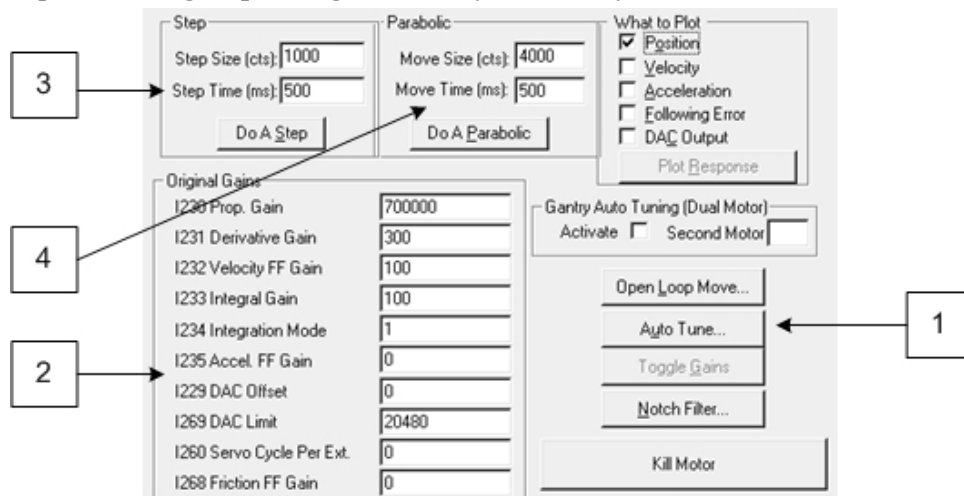 Step
Step Size (cts): 1000
Step Time (ms): 500
Do A Step
Parabolic
Move Size (cts): 4000
Move Time (ms): 500
Do A Parabolic
What to Plot
Position
Velocity
Acceleration
Following Error
DAC Output
Plot Response
3
4
2
1
Original Gains
I230 Prop. Gain 700000
I231 Derivative Gain 300
I232 Velocity FF Gain 100
I233 Integral Gain 100
I234 Integration Mode 1
I235 Accel. FF Gain 0
I229 DAC Offset 0
I269 DAC Limit 20480
I260 Servo Cycle Per Ext. 0
I268 Friction FF Gain 0
Gantry Auto Tuning (Dual Motor)
Activate Second Motor
Open Loop Move...
Auto Tune...
Toggle Gains
Notch Filter...
Kill Motor